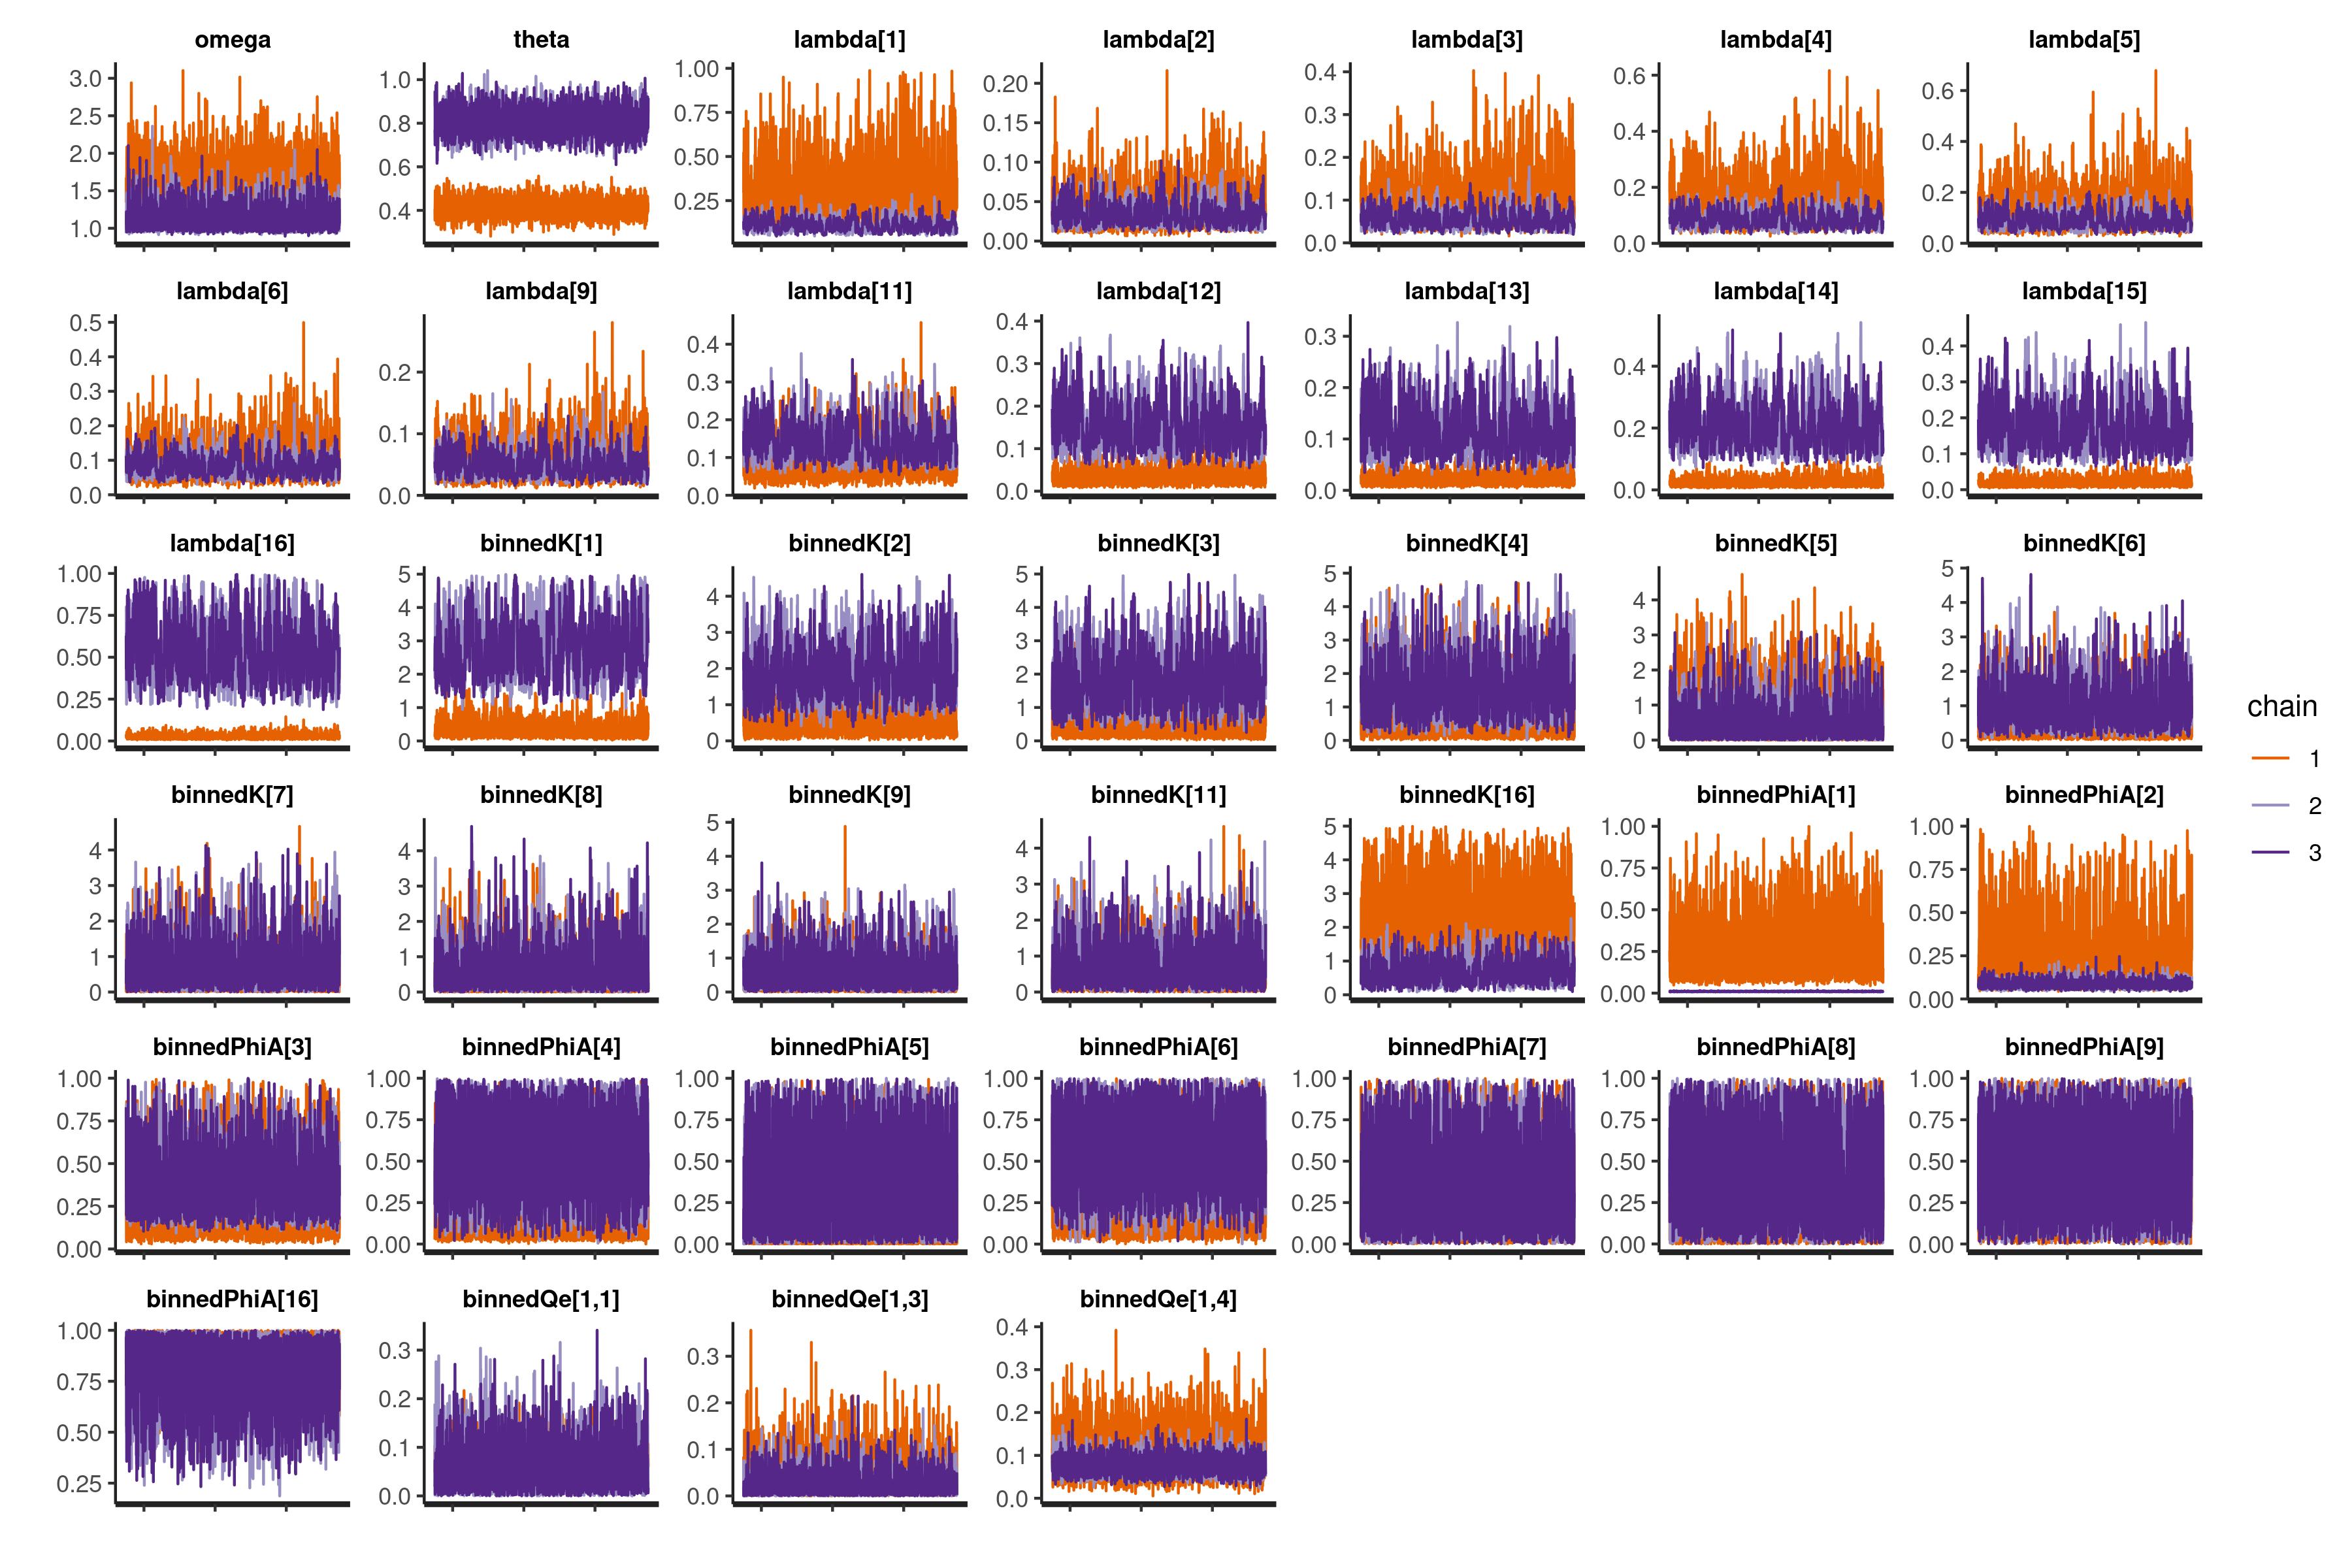 omega theta lambda[1] lambda[2] lambda[3] lambda[4] lambda[5]
3.0 2.5 2.0 1.5 1.0
1.0 0.8 0.6 0.4
1.00 0.75 0.50 0.25
0.20 0.15 0.10 0.05 0.00
0.4 0.3 0.2 0.1 0.0
0.6 0.4 0.2 0.0
0.6 0.4 0.2 0.0
lambda[6] lambda[9] lambda[11] lambda[12] lambda[13] lambda[14] lambda[15]
0.5 0.4 0.3 0.2 0.1 0.0
0.2 0.1 0.0
0.4 0.3 0.2 0.1 0.0
0.4 0.3 0.2 0.1 0.0
0.3 0.2 0.1 0.0
0.4 0.2 0.0
0.4 0.3 0.2 0.1 0.0
lambda[16] binnedK[1] binnedK[2] binnedK[3] binnedK[4] binnedK[5] binnedK[6]
1.00 0.75 0.50 0.25 0.00
5 4 3 2 1 0
4 3 2 1 0
5 4 3 2 1 0
5 4 3 2 1 0
4 3 2 1 0
5 4 3 2 1 0
chain
1
2
3
binnedK[7] binnedK[8] binnedK[9] binnedK[11] binnedK[16] binnedPhiA[1] binnedPhiA[2]
4 3 2 1 0
4 3 2 1 0
5 4 3 2 1 0
4 3 2 1 0
5 4 3 2 1 0
1.00 0.75 0.50 0.25 0.00
1.00 0.75 0.50 0.25 0.00
binnedPhiA[3] binnedPhiA[4] binnedPhiA[5] binnedPhiA[6] binnedPhiA[7] binnedPhiA[8] binnedPhiA[9]
1.00 0.75 0.50 0.25 0.00
1.00 0.75 0.50 0.25 0.00
1.00 0.75 0.50 0.25 0.00
1.00 0.75 0.50 0.25 0.00
1.00 0.75 0.50 0.25 0.00
1.00 0.75 0.50 0.25 0.00
1.00 0.75 0.50 0.25 0.00
binnedPhiA[16] binnedQe[1,1] binnedQe[1,3] binnedQe[1,4]
1.00 0.75 0.50 0.25
0.3 0.2 0.1 0.0
0.3 0.2 0.1 0.0
0.4 0.3 0.2 0.1 0.0